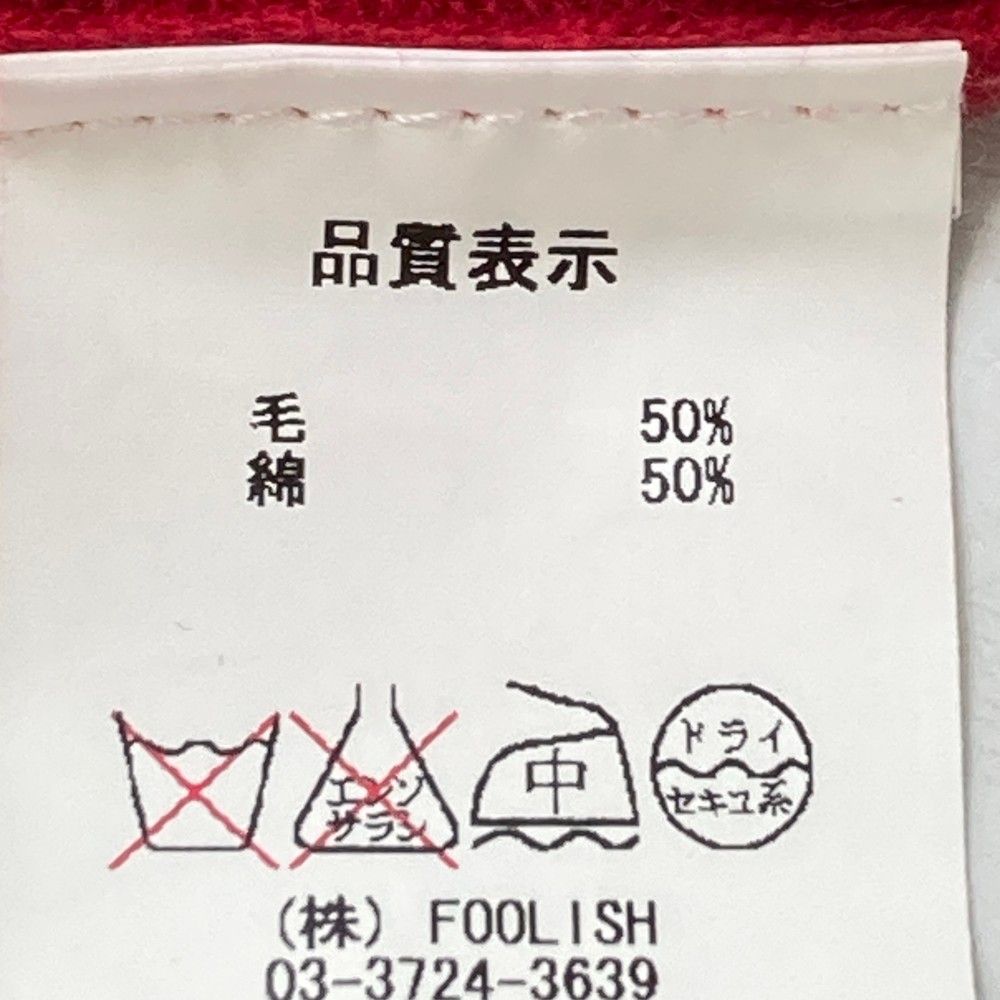 品質表示
毛 50%
綿 50%
エンソ
サラシ
中
ドライ
セキユ系
(株) FOOLISH
03-3724-3639